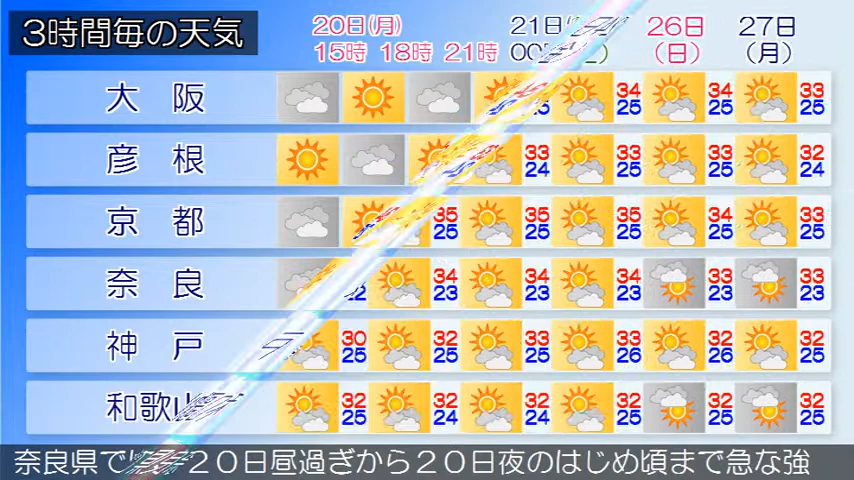 3時間毎の天気
20日(月) 21日 26日 27日
15時 18時 21時 00 (日) (月)
大阪 34 25 34 25 33 25
彦根 33 24 33 25 33 25 32 24
京都 35 25 35 25 35 25 34 25 33 25
奈良 34 23 34 23 34 23 33 23 33 23
神戸 30 25 32 25 33 25 33 26 32 26 32 25
和歌山 32 25 32 24 32 24 32 25 32 25 32 25
奈良県で 20日昼過ぎから20日夜のはじめ頃まで急な強